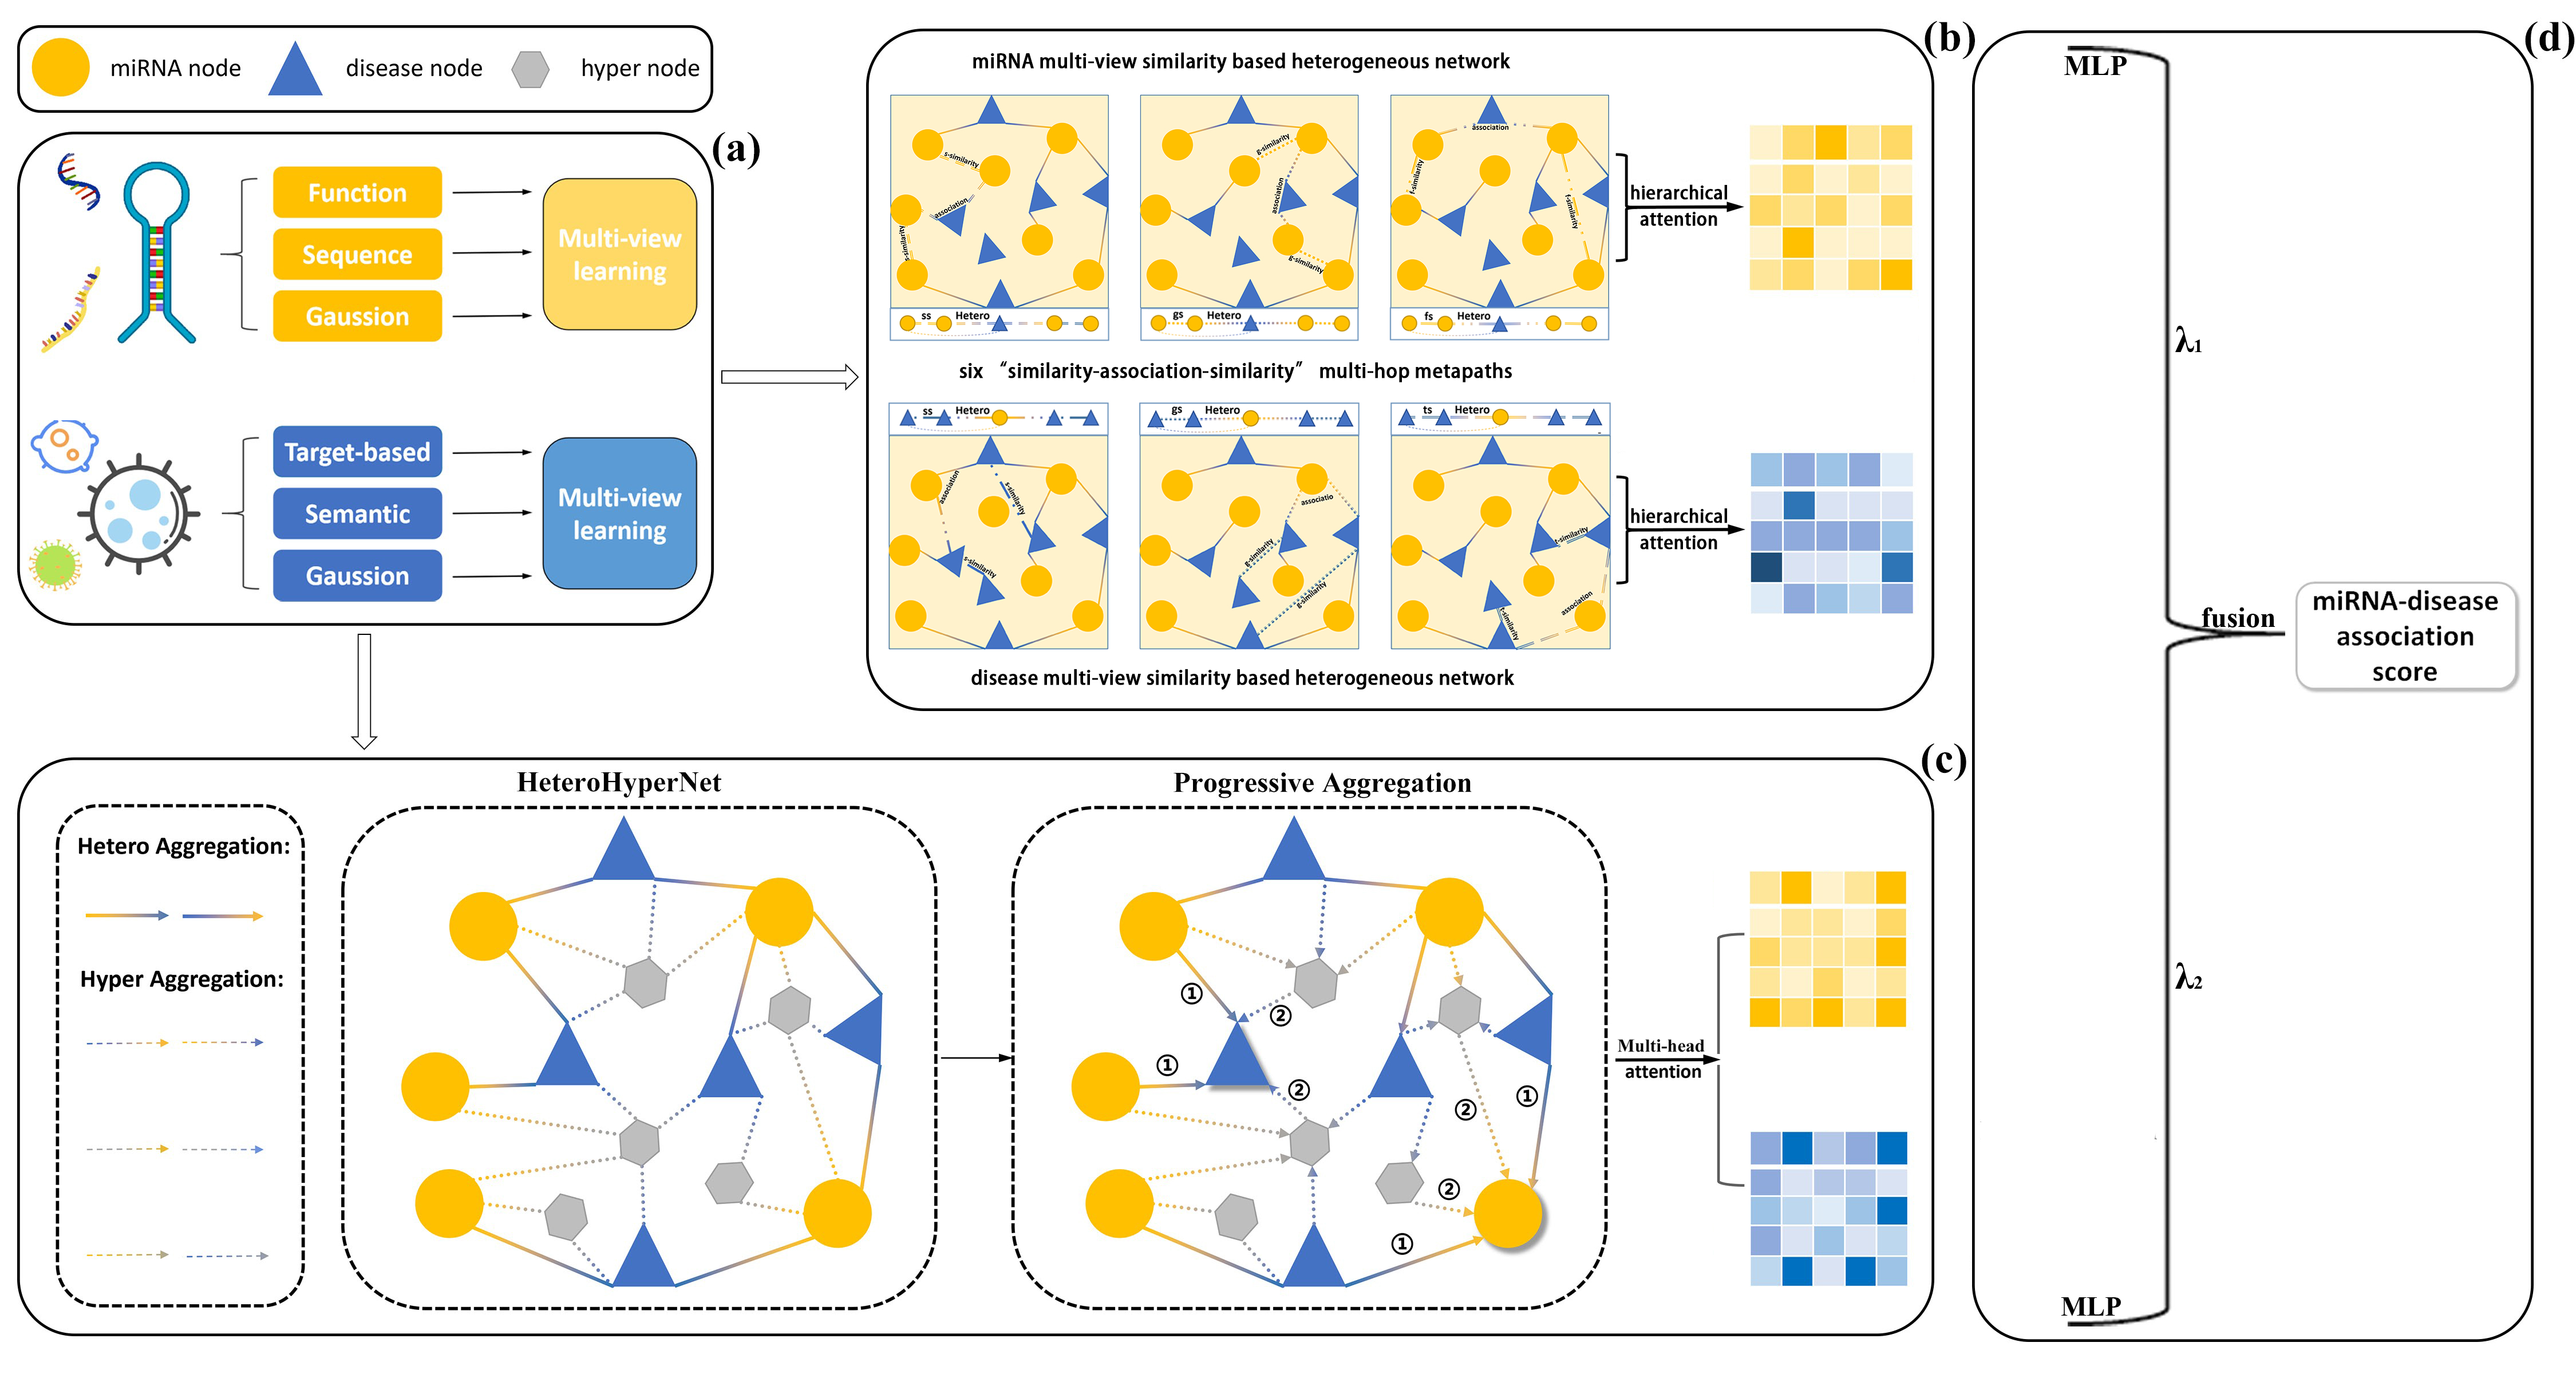 miRNA node
disease node
hyper node
(a)
Function
Sequence
Gaussion
Multi-view
learning
Target-based
Semantic
Gaussion
Multi-view
learning
(b)
miRNA multi-view similarity based heterogeneous network
s-similarity
association
s-similarity
ss Hetero
g-similarity
association
g-similarity
gs Hetero
association
f-similarity
f-similarity
fs Hetero
hierarchical
attention
six “similarity-association-similarity” multi-hop metapaths
ss Hetero
association
s-similarity
s-similarity
gs Hetero
associatio
g-similarity
g-similarity
ts Hetero
t-similarity
association
t-similarity
hierarchical
attention
disease multi-view similarity based heterogeneous network
(c)
Hetero Aggregation:
Hyper Aggregation:
HeteroHyperNet
Progressive Aggregation
①
②
①
②
②
①
②
①
Multi-head
attention
(d)
MLP
λ1
fusion
miRNA-disease
association
score
λ2
MLP